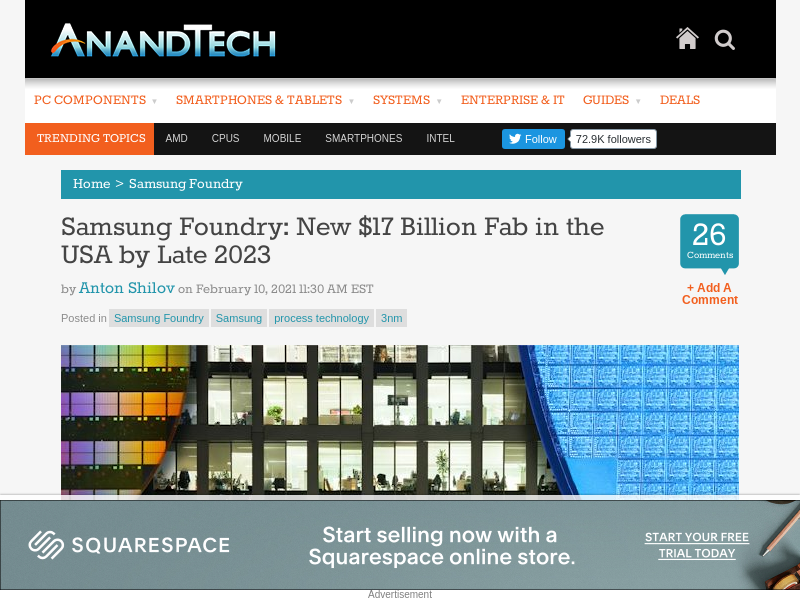 ANANDTECH
PC COMPONENTS SMARTPHONES & TABLETS SYSTEMS ENTERPRISE & IT GUIDES DEALS
TRENDING TOPICS AMD CPUS MOBILE SMARTPHONES INTEL Follow 72.9K followers
Home > Samsung Foundry
Samsung Foundry: New $17 Billion Fab in the
USA by Late 2023
26
Comments
+ Add A
Comment
by Anton Shilov on February 10, 2021 11:30 AM EST
Posted in Samsung Foundry Samsung process technology 3nm
SQUARESPACE
Start selling now with a
Squarespace online store.
START YOUR FREE
TRIAL TODAY
Advertisement